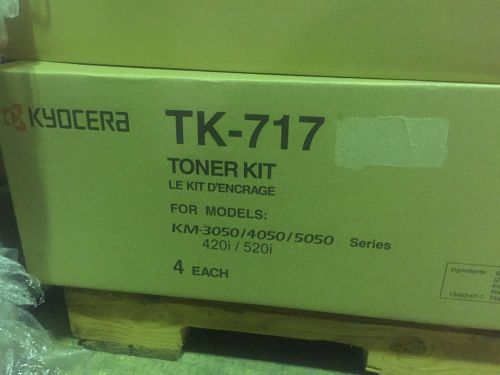 KYOCERA
TK-717
TONER KIT
LE KIT D'ENCRAGE
FOR MODELS:
KM-3050/4050/5050 Series
420i / 520i
4 EACH
Ingredients